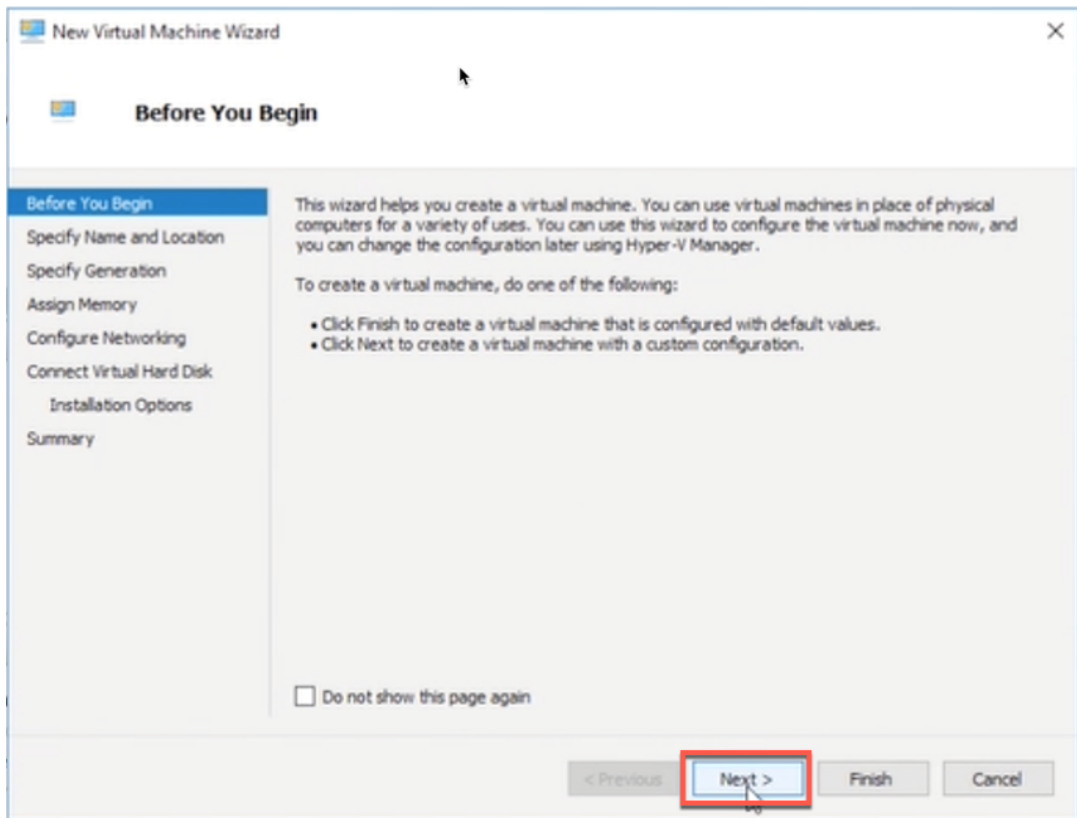 New Virtual Machine Wizard
Before You Begin
Before You Begin
Specify Name and Location
Specify Generation
Assign Memory
Configure Networking
Connect Virtual Hard Disk
Installation Options
Summary
This wizard helps you create a virtual machine. You can use virtual machines in place of physical
computers for a variety of uses. You can use this wizard to configure the virtual machine now, and
you can change the configuration later using Hyper-V Manager.
To create a virtual machine, do one of the following:
• Click Finish to create a virtual machine that is configured with default values.
• Click Next to create a virtual machine with a custom configuration.
Do not show this page again
< Previous
Next >
Finish
Cancel